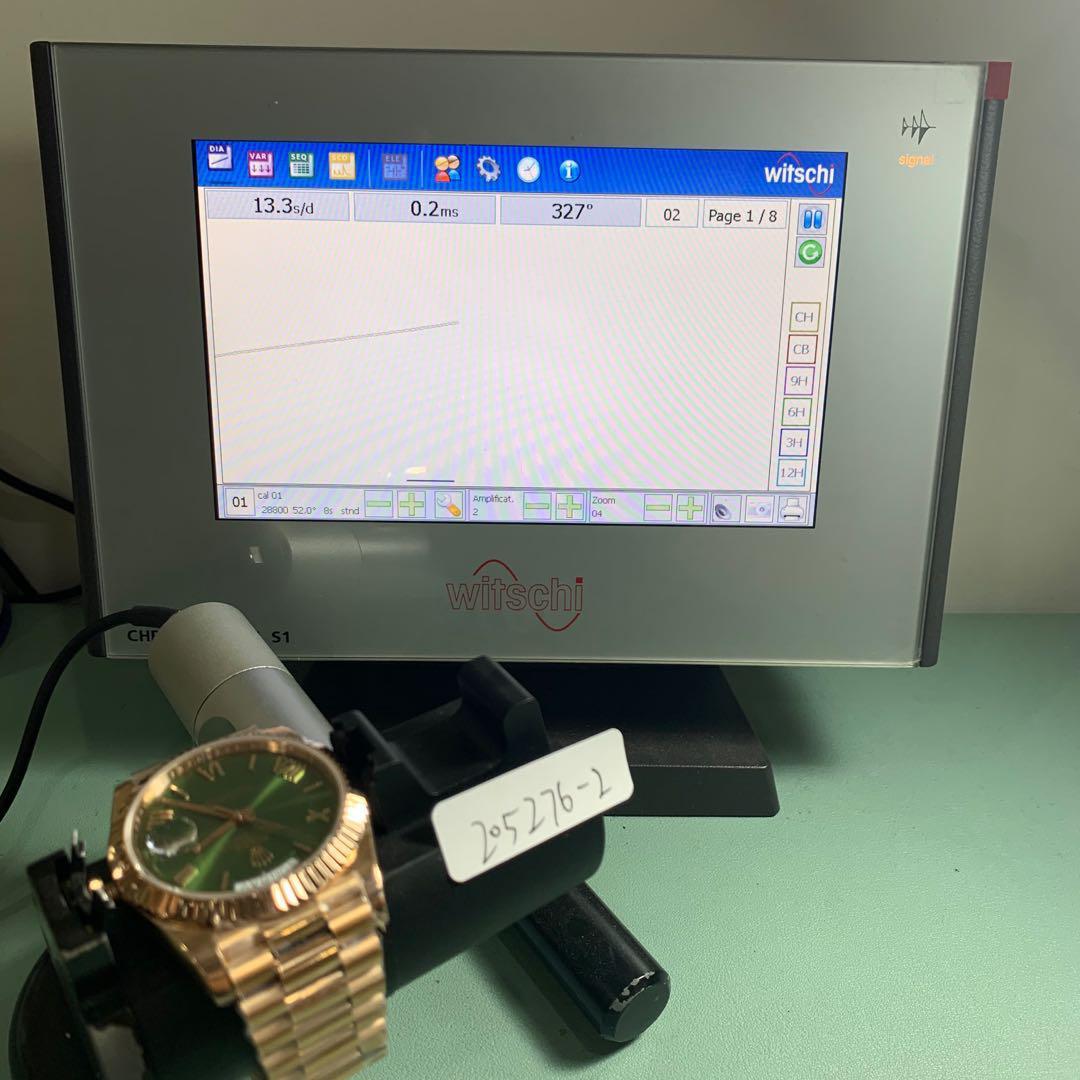 signal
DIA VAR SEQ SCO ELE witschi
13.3s/d 0.2ms 327° 02 Page 1 / 8
CH
CB
9H
6H
3H
12H
01 cal 01 Amplificat. Zoom
28800 52.0° 8s stnd 2 04
witschi
S1
205276-2